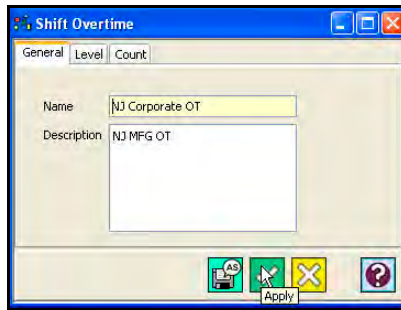 Shift Overtime
General Level Count
Name NJ Corporate OT
Description NJ MFG OT
AS
?
Apply